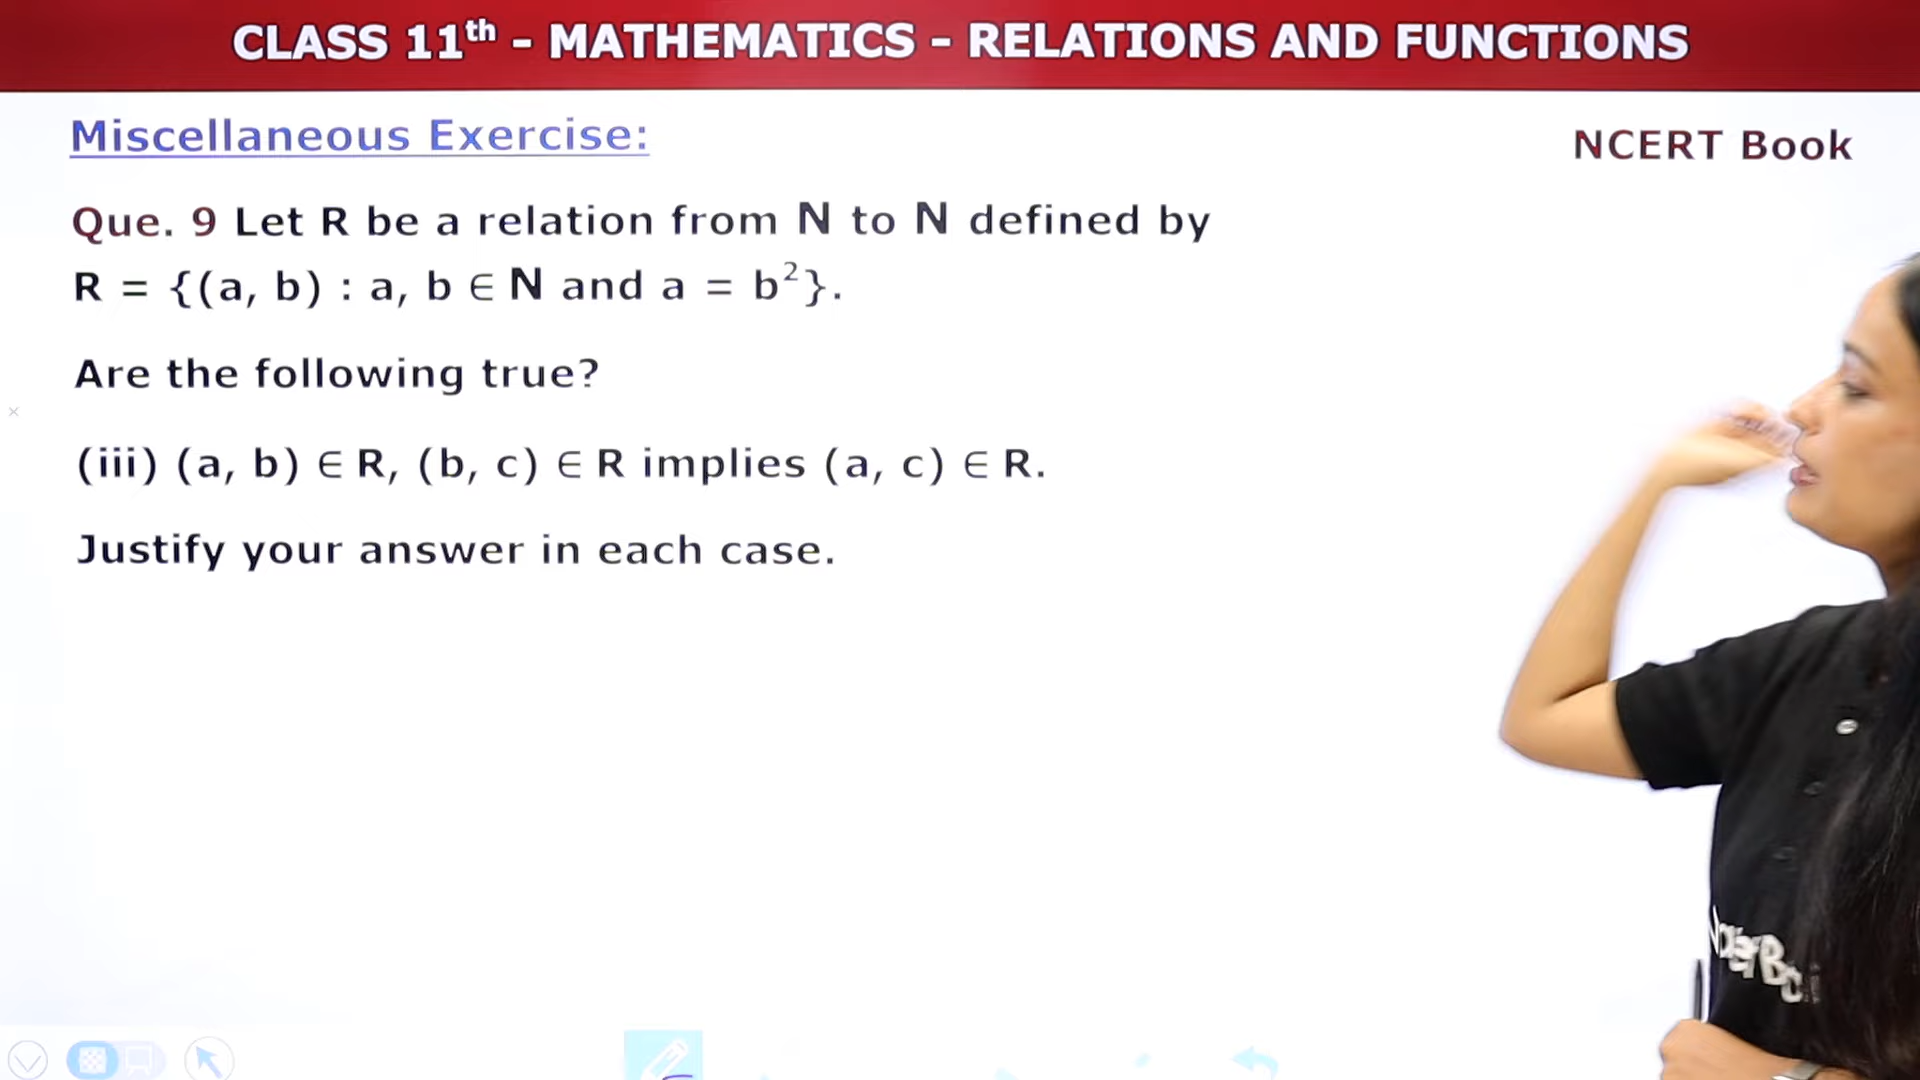 CLASS 11th - MATHEMATICS - RELATIONS AND FUNCTIONS
Miscellaneous Exercise:
NCERT Book
Que. 9 Let R be a relation from N to N defined by
R = {(a, b) : a, b ∈ N and a = b²}.
Are the following true?
(iii) (a, b) ∈ R, (b, c) ∈ R implies (a, c) ∈ R.
Justify your answer in each case.